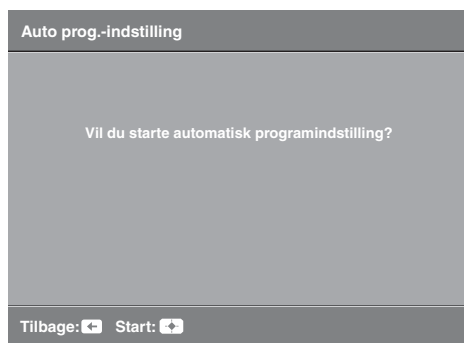 Auto prog.-indstilling
Vil du starte automatisk programindstilling?
Tilbage: Start: